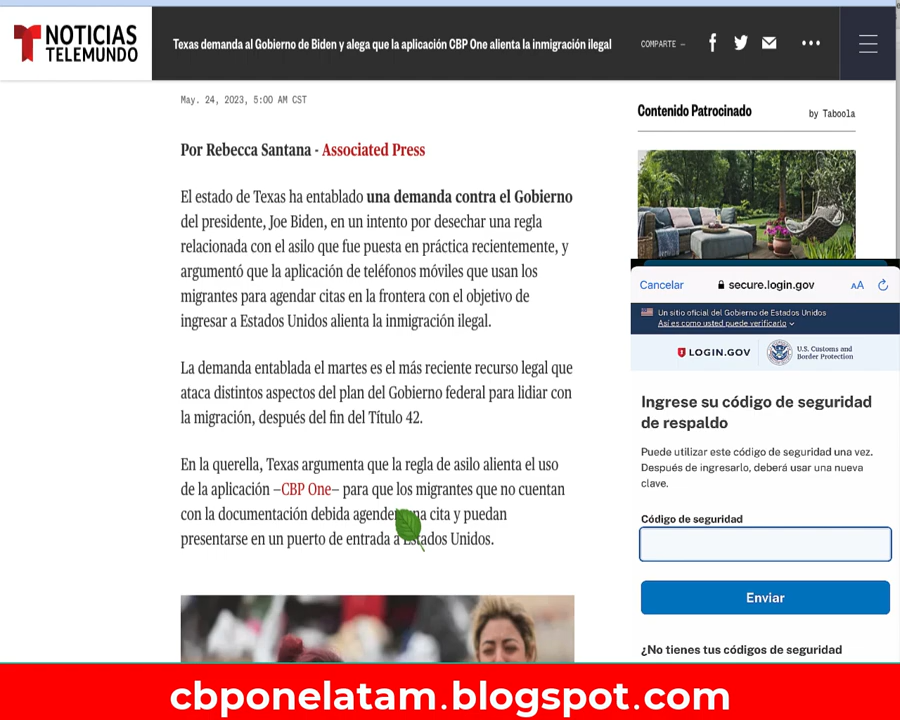 NOTICIAS
TELEMUNDO
Texas demanda al Gobierno de Biden y alega que la aplicación CBP One alienta la inmigración ilegal
COMPARTE —
May. 24, 2023, 5:00 AM CST
Por Rebecca Santana - Associated Press
El estado de Texas ha entablado una demanda contra el Gobierno
del presidente, Joe Biden, en un intento por desechar una regla
relacionada con el asilo que fue puesta en práctica recientemente, y
argumentó que la aplicación de teléfonos móviles que usan los
migrantes para agendar citas en la frontera con el objetivo de
ingresar a Estados Unidos alienta la inmigración ilegal.
La demanda entablada el martes es el más reciente recurso legal que
ataca distintos aspectos del plan del Gobierno federal para lidiar con
la migración, después del fin del Título 42.
En la querella, Texas argumenta que la regla de asilo alienta el uso
de la aplicación –CBP One– para que los migrantes que no cuentan
con la documentación debida agenden una cita y puedan
presentarse en un puerto de entrada a Estados Unidos.
Contenido Patrocinado
by Taboola
Cancelar
secure.login.gov
AA
Un sitio oficial del Gobierno de Estados Unidos
Así es como usted puede verificarlo
LOGIN.GOV
U.S. Customs and
Border Protection
Ingrese su código de seguridad
de respaldo
Puede utilizar este código de seguridad una vez.
Después de ingresarlo, deberá usar una nueva
clave.
Código de seguridad
Enviar
¿No tienes tus códigos de seguridad
cbponelatam.blogspot.com